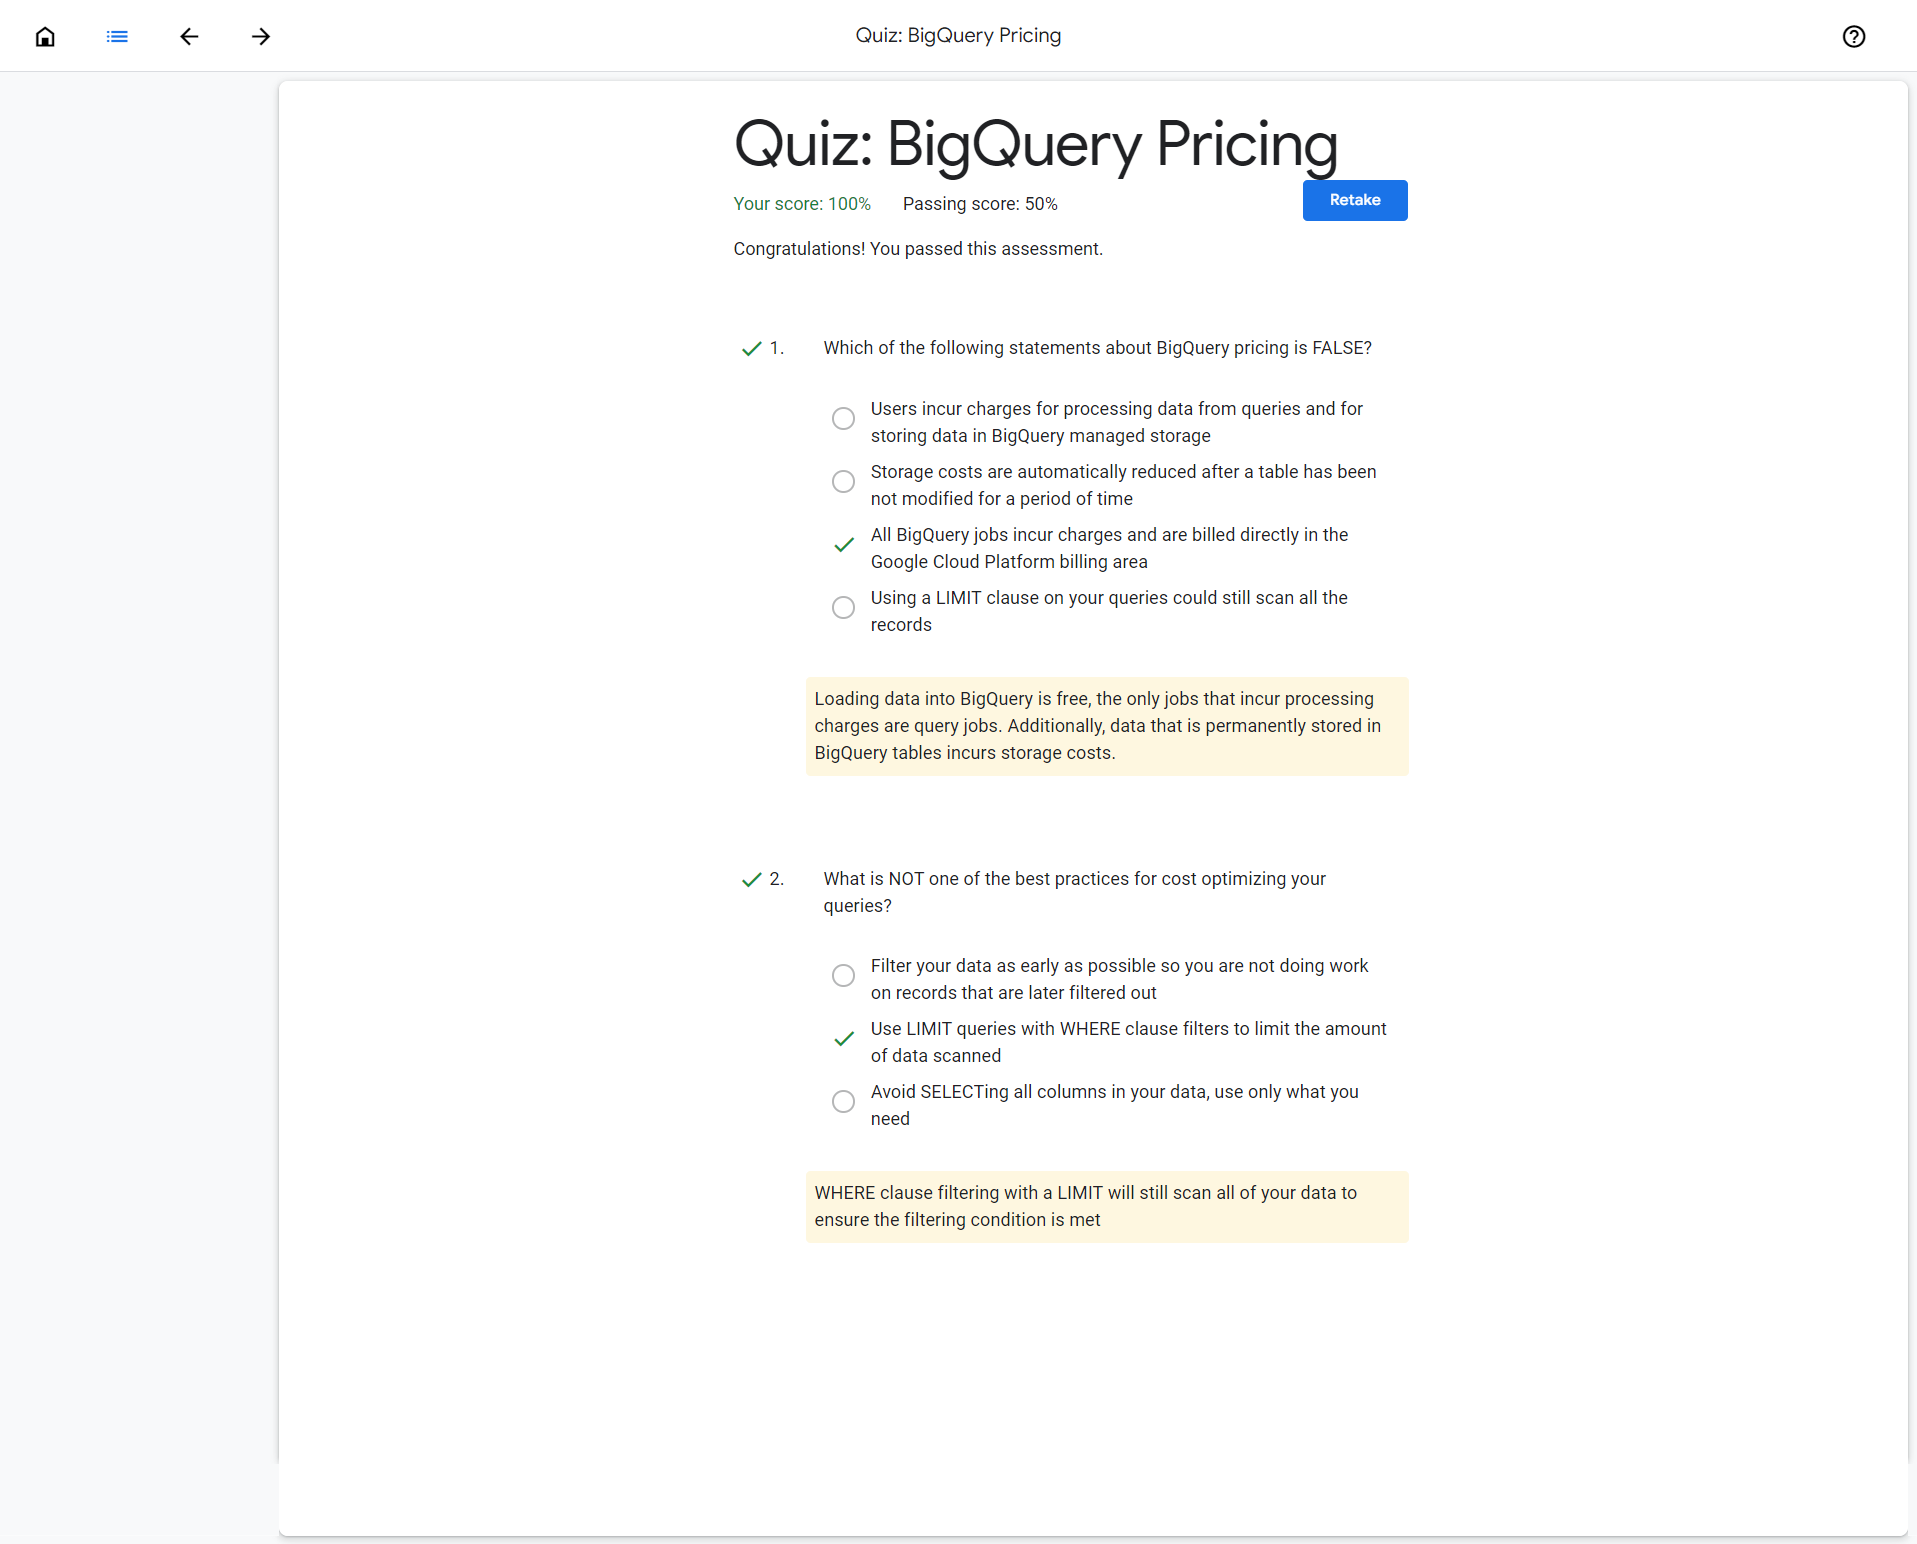 Quiz: BigQuery Pricing
Quiz: BigQuery Pricing
Your score: 100% Passing score: 50%
Retake
Congratulations! You passed this assessment.
1. Which of the following statements about BigQuery pricing is FALSE?
Users incur charges for processing data from queries and for
storing data in BigQuery managed storage
Storage costs are automatically reduced after a table has been
not modified for a period of time
All BigQuery jobs incur charges and are billed directly in the
Google Cloud Platform billing area
Using a LIMIT clause on your queries could still scan all the
records
Loading data into BigQuery is free, the only jobs that incur processing
charges are query jobs. Additionally, data that is permanently stored in
BigQuery tables incurs storage costs.
2. What is NOT one of the best practices for cost optimizing your
queries?
Filter your data as early as possible so you are not doing work
on records that are later filtered out
Use LIMIT queries with WHERE clause filters to limit the amount
of data scanned
Avoid SELECTing all columns in your data, use only what you
need
WHERE clause filtering with a LIMIT will still scan all of your data to
ensure the filtering condition is met